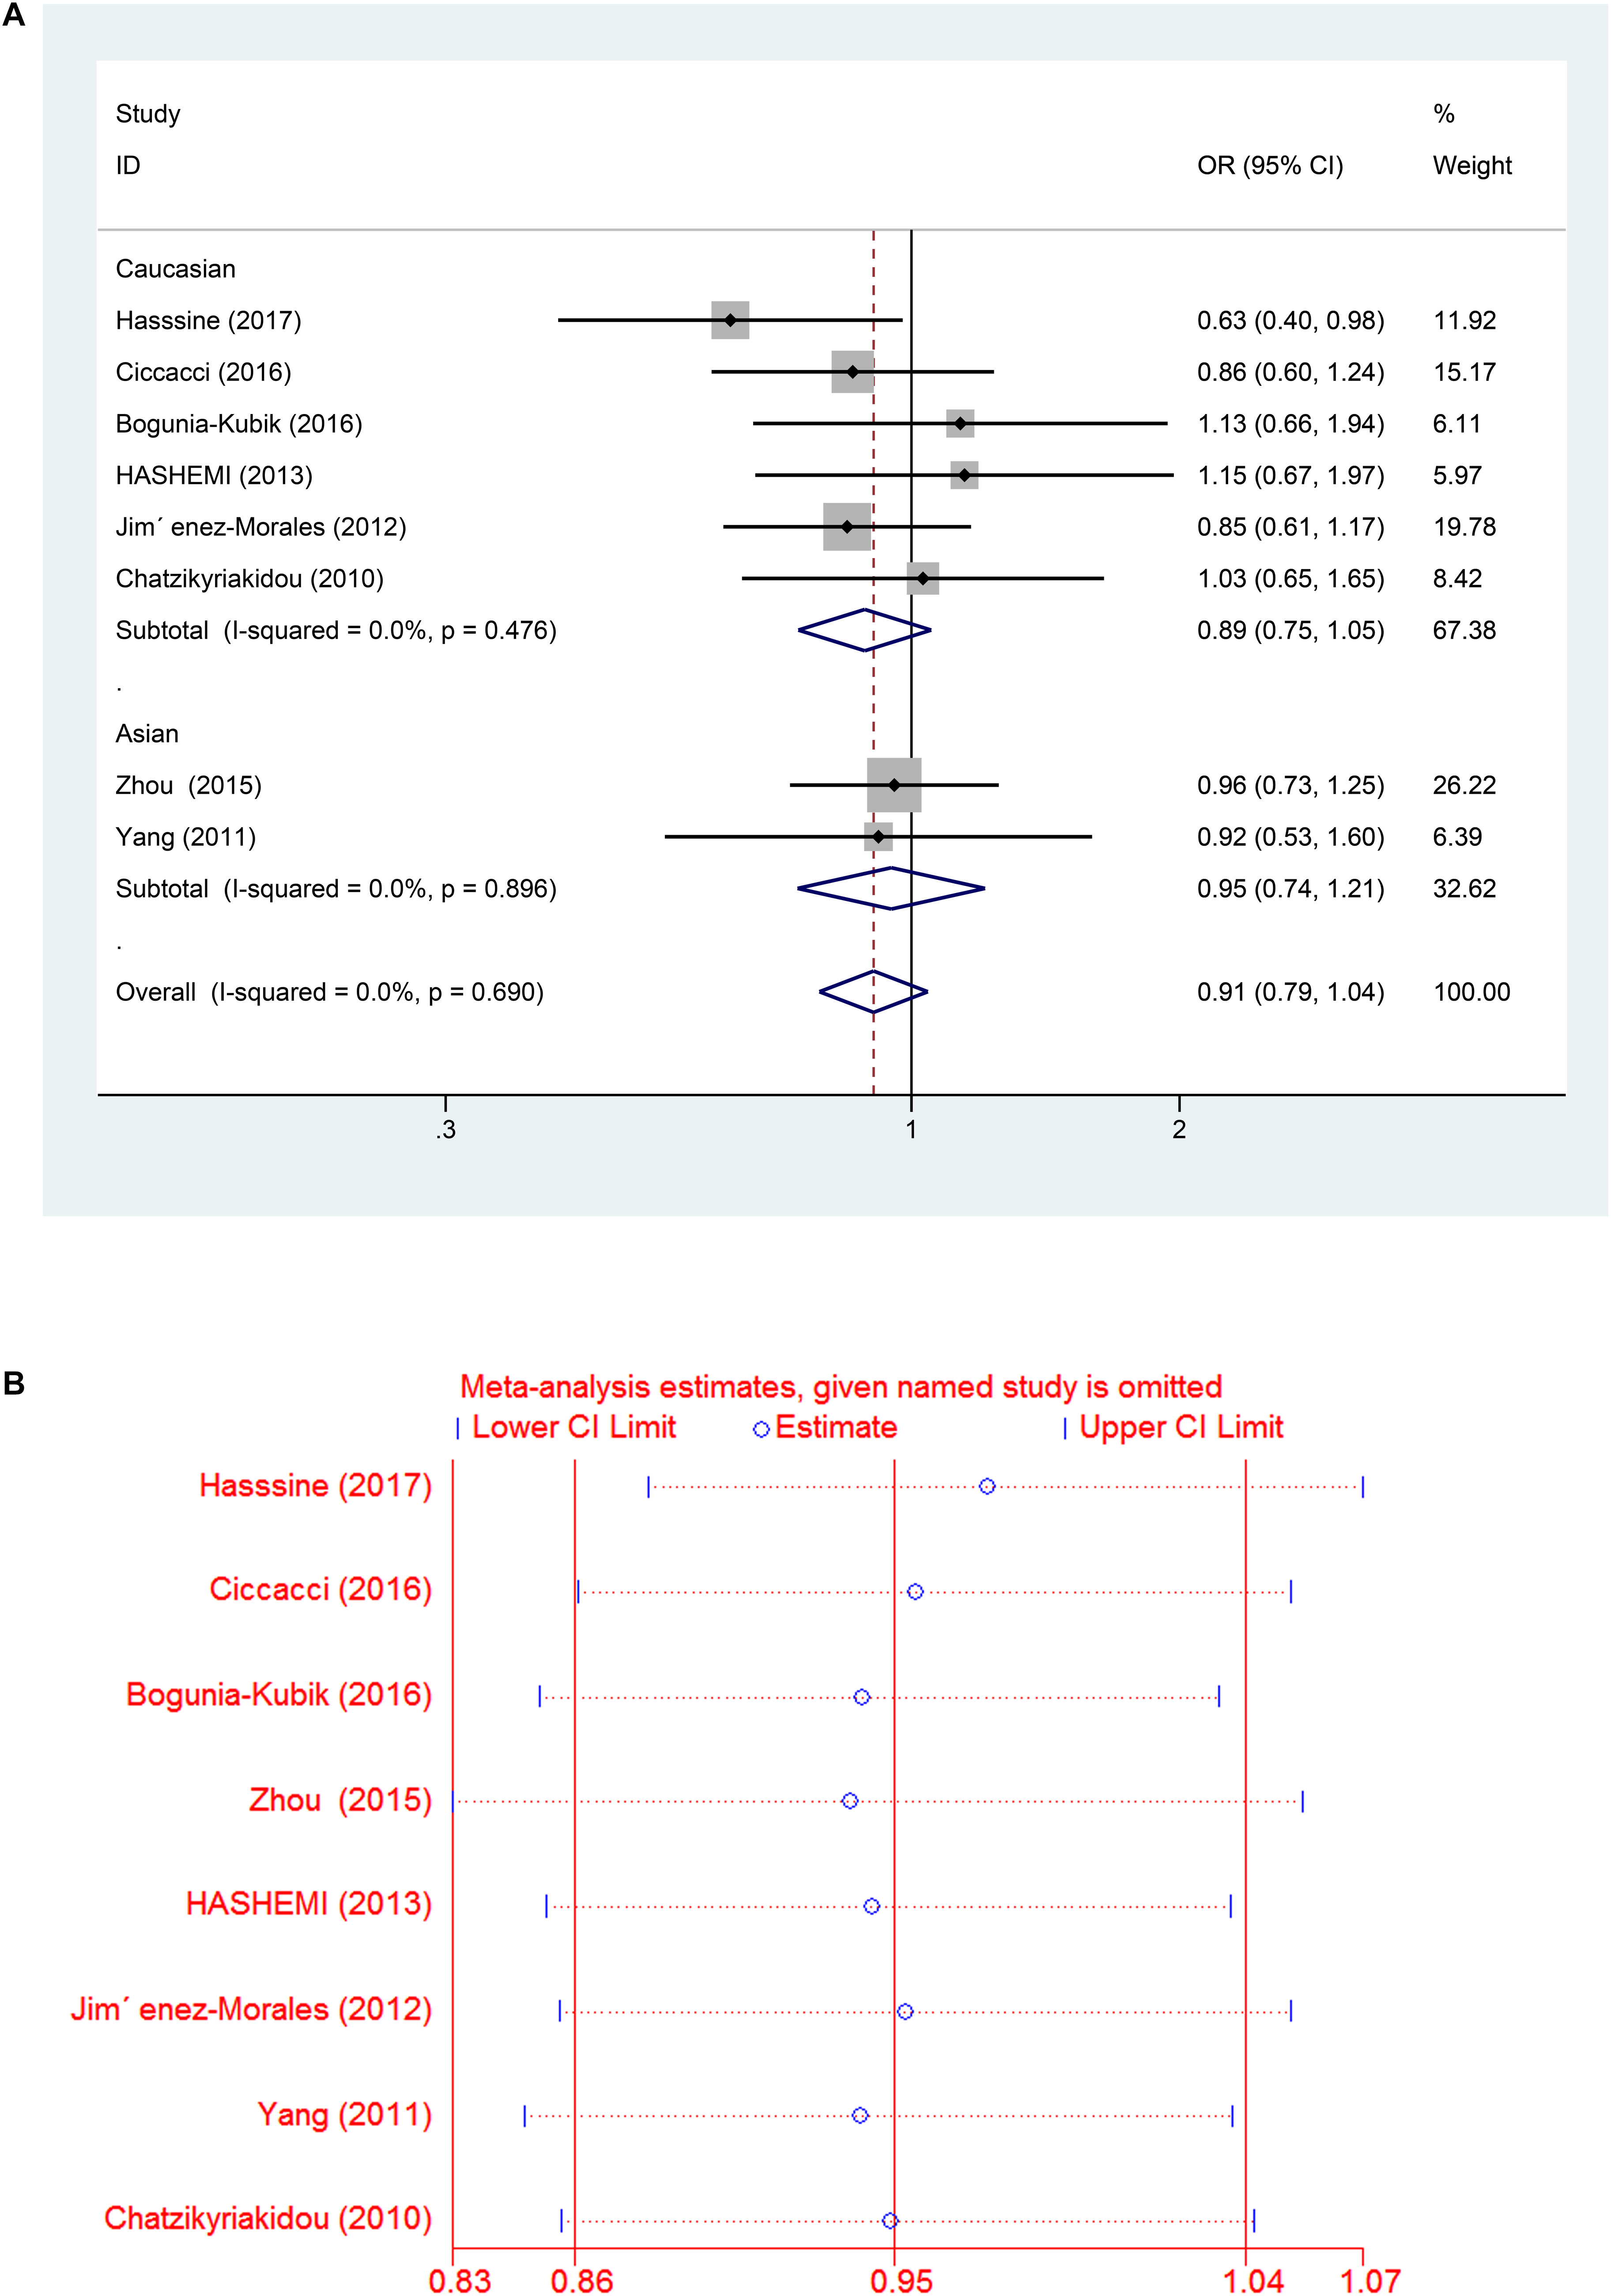 A
Study %
ID OR (95% CI) Weight
Caucasian
Hasssine (2017) 0.63 (0.40, 0.98) 11.92
Ciccacci (2016) 0.86 (0.60, 1.24) 15.17
Bogunia-Kubik (2016) 1.13 (0.66, 1.94) 6.11
HASHEMI (2013) 1.15 (0.67, 1.97) 5.97
Jim´ enez-Morales (2012) 0.85 (0.61, 1.17) 19.78
Chatzikyriakidou (2010) 1.03 (0.65, 1.65) 8.42
Subtotal (I-squared = 0.0%, p = 0.476) 0.89 (0.75, 1.05) 67.38
.
Asian
Zhou (2015) 0.96 (0.73, 1.25) 26.22
Yang (2011) 0.92 (0.53, 1.60) 6.39
Subtotal (I-squared = 0.0%, p = 0.896) 0.95 (0.74, 1.21) 32.62
.
Overall (I-squared = 0.0%, p = 0.690) 0.91 (0.79, 1.04) 100.00
.3 1 2
B
Meta-analysis estimates, given named study is omitted
Lower CI Limit Estimate Upper CI Limit
Hasssine (2017)
Ciccacci (2016)
Bogunia-Kubik (2016)
Zhou (2015)
HASHEMI (2013)
Jim´ enez-Morales (2012)
Yang (2011)
Chatzikyriakidou (2010)
0.83 0.86 0.95 1.04 1.07